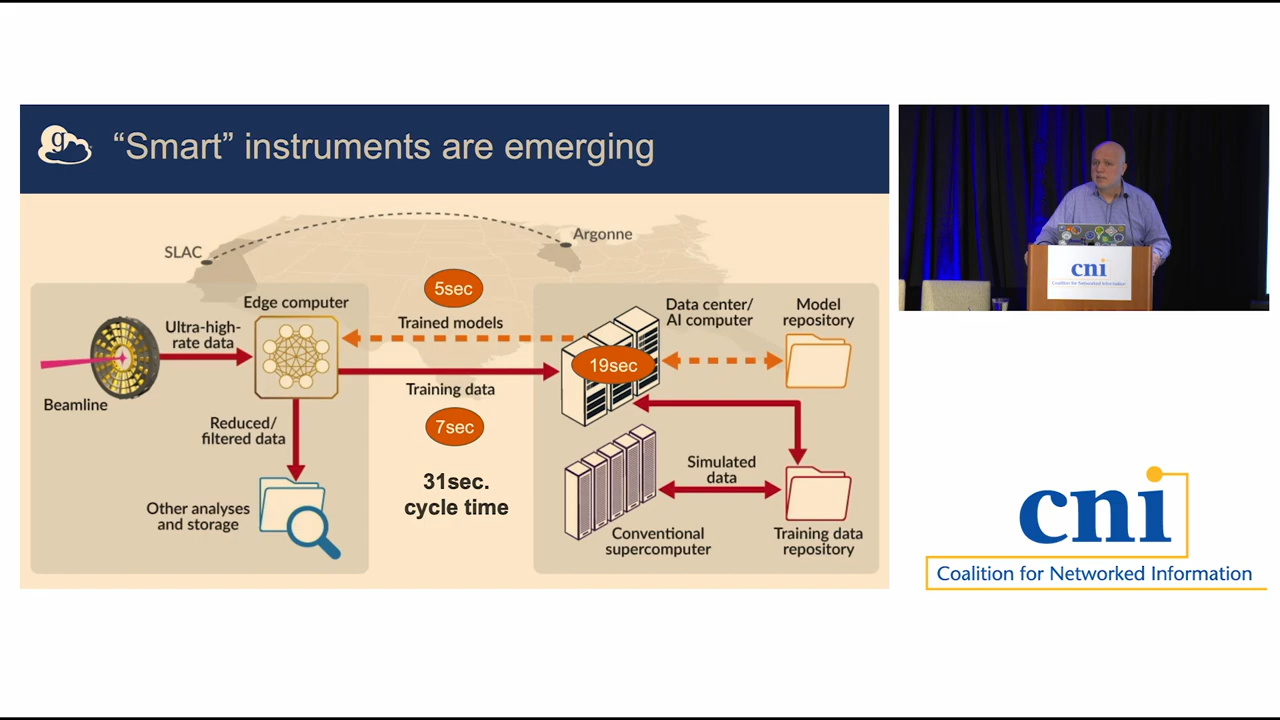 g
“Smart” instruments are emerging
SLAC
Argonne
Edge computer
5sec
Trained models
Data center/
AI computer
Model
repository
Ultra-high-
rate data
19sec
Beamline
Training data
Reduced/
filtered data
7sec
31sec.
cycle time
Simulated
data
Other analyses
and storage
Conventional
supercomputer
Training data
repository
cni
Coalition for Networked Information
cni
Coalition for Networked Information